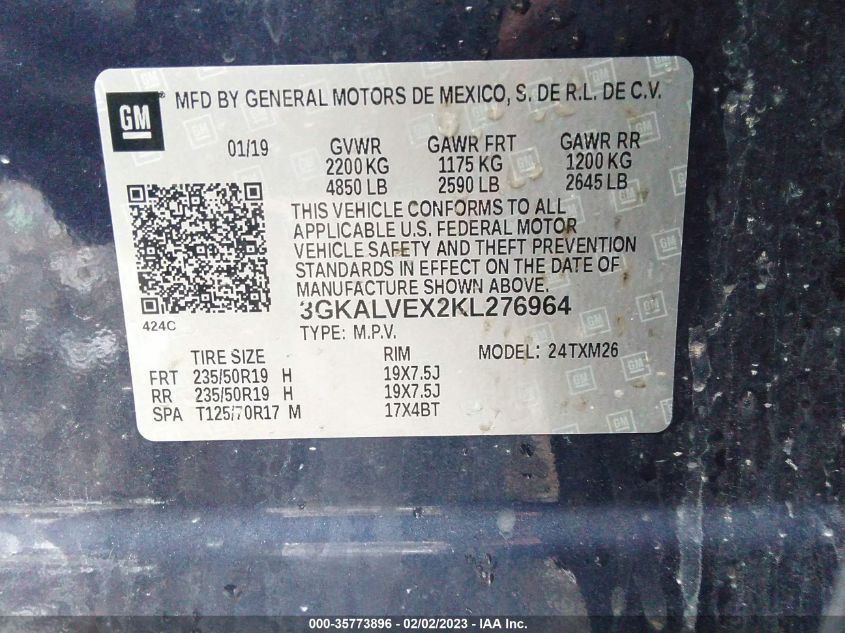 GM ® MFD BY GENERAL MOTORS DE MEXICO, S. DE R.L. DE C.V.
01/19 GVWR GAWR FRT GAWR RR
2200 KG 1175 KG 1200 KG
4850 LB 2590 LB 2645 LB
THIS VEHICLE CONFORMS TO ALL
APPLICABLE U.S. FEDERAL MOTOR
VEHICLE SAFETY AND THEFT PREVENTION
STANDARDS IN EFFECT ON THE DATE OF
MANUFACTURE SHOWN ABOVE.
424C 3GKALVEX2KL276964
TYPE: M.P.V.
TIRE SIZE RIM MODEL: 24TXM26
FRT 235/50R19 H 19X7.5J
RR 235/50R19 H 19X7.5J
SPA T125/70R17 M 17X4BT
000-35773896 - 02/02/2023 - IAA Inc.